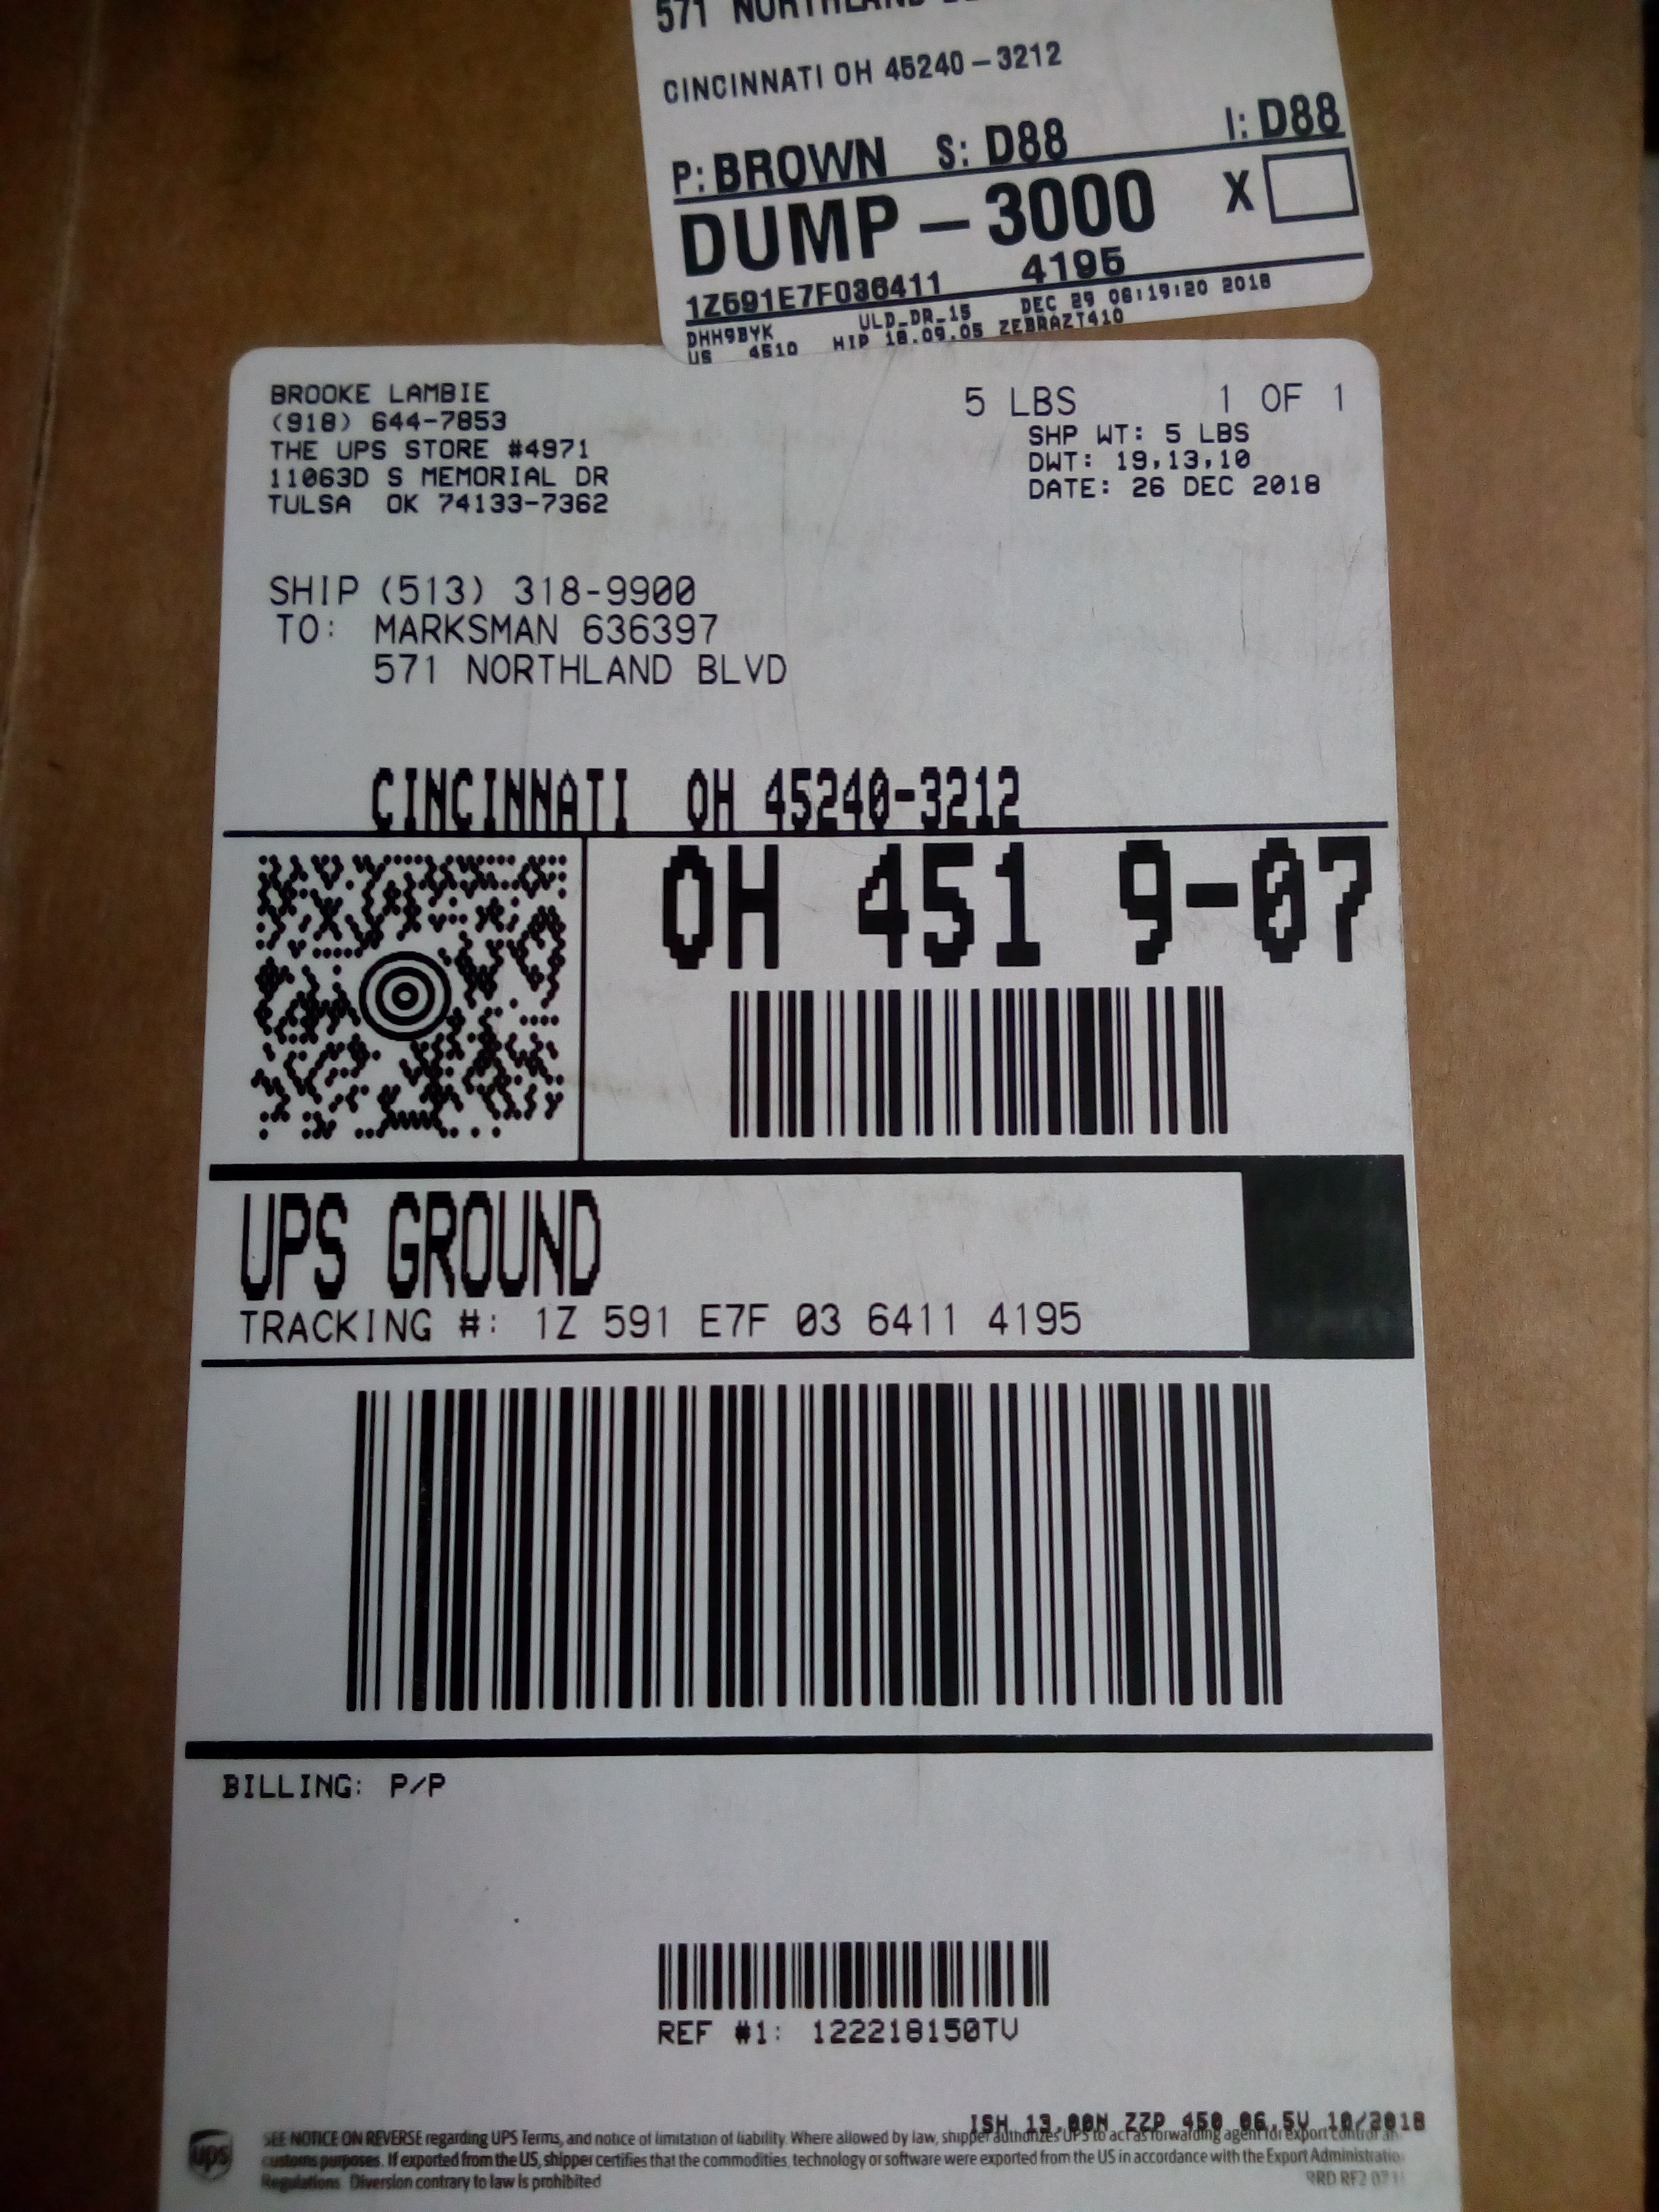 571 NORTHLAND
CINCINNATI OH 45240-3212
P: BROWN S: D88 I: D88
DUMP-3000 X
1Z591E7F036411 4195
DHH9BYK ULD_DR_15 DEC 29 06:19:20 2018
US 4510 HIP 18.09.05 ZEBRAZT410
BROOKE LAMBIE
(918) 644-7853
THE UPS STORE #4971
11063D S MEMORIAL DR
TULSA OK 74133-7362
5 LBS 1 OF 1
SHP WT: 5 LBS
DWT: 19,13,10
DATE: 26 DEC 2018
SHIP (513) 318-9900
TO: MARKSMAN 636397
571 NORTHLAND BLVD
CINCINNATI OH 45240-3212
OH 451 9-07
UPS GROUND
TRACKING #: 1Z 591 E7F 03 6411 4195
BILLING: P/P
REF #1: 122218150TV
ISH 13.00N ZZP 450 06.5V 10/2018
ups
SEE NOTICE ON REVERSE regarding UPS Terms, and notice of limitation of liability. Where allowed by law, shipper authorizes UPS to act as forwarding agent for export control an
customs purposes. If exported from the US, shipper certifies that the commodities, technology or software were exported from the US in accordance with the Export Administratio
Regulations. Diversion contrary to law is prohibited
RRD RF2